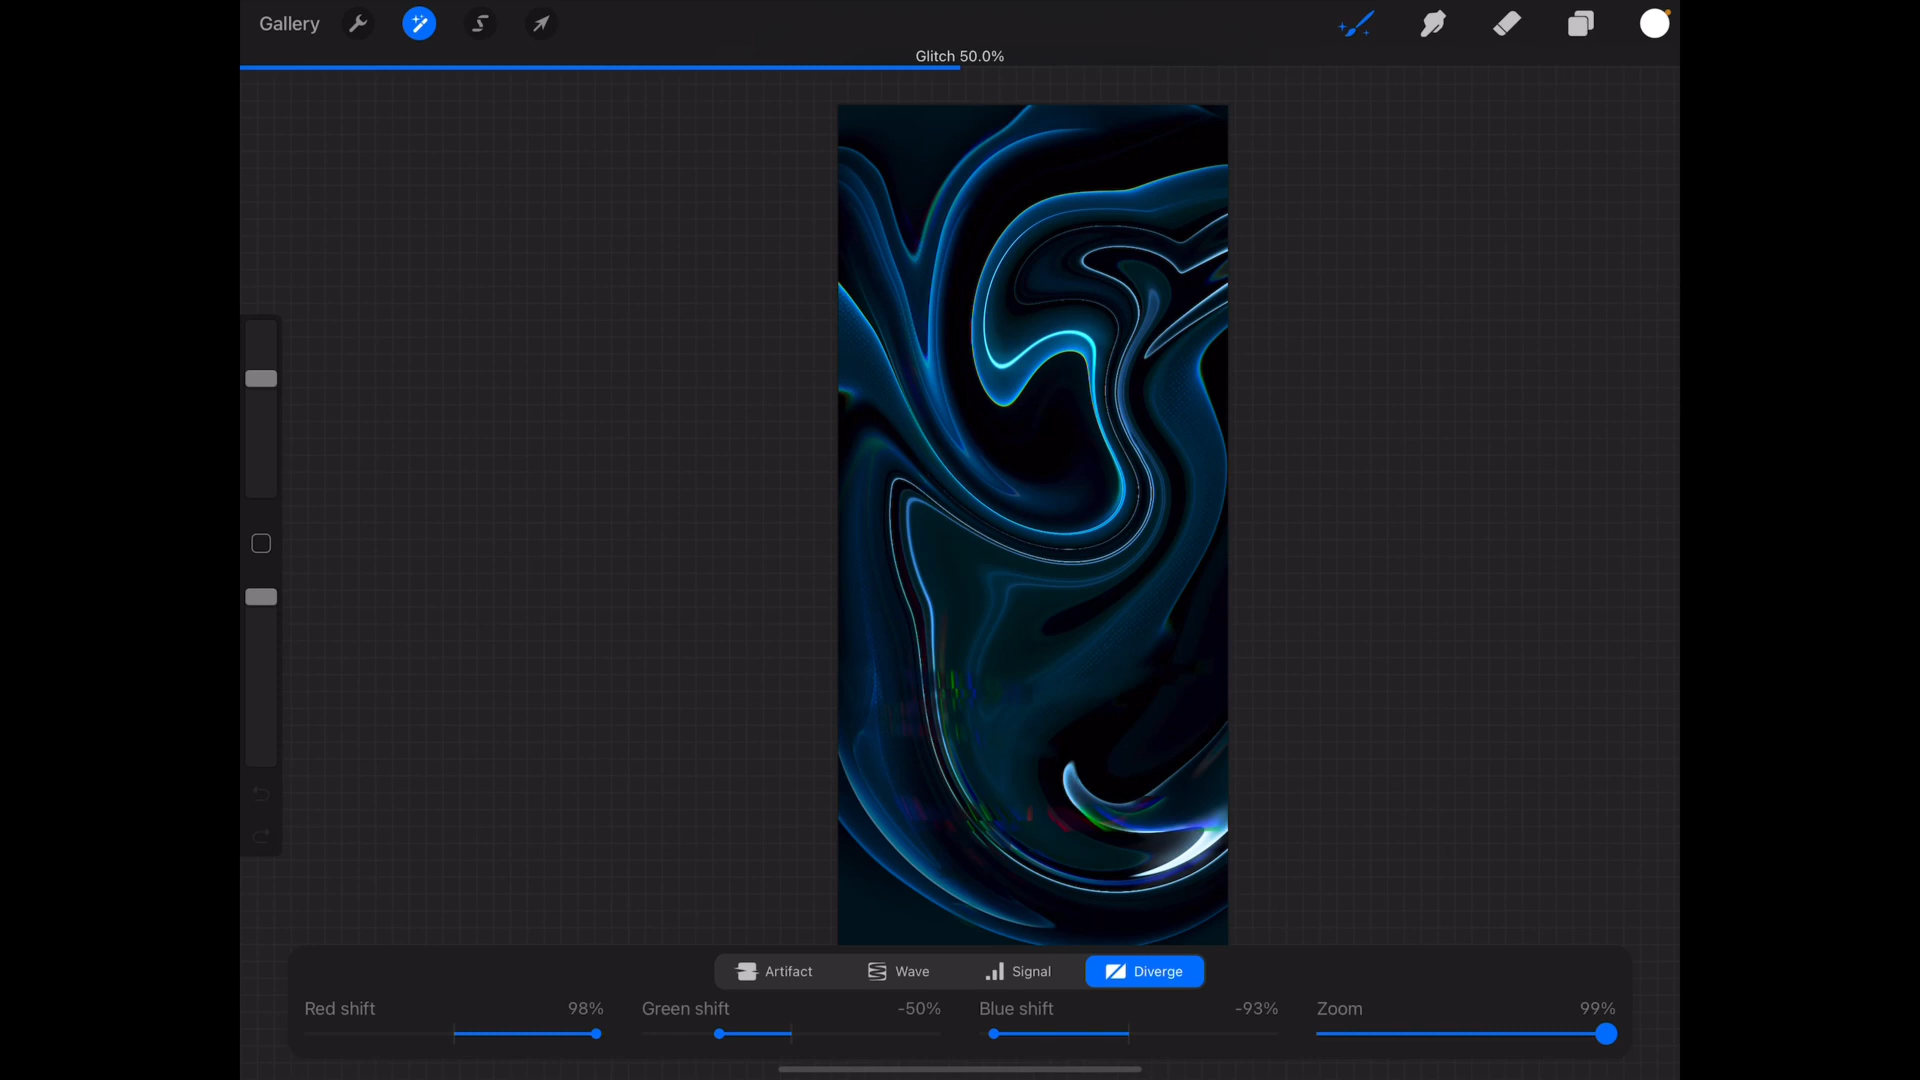 Gallery
Glitch 50.0%
Artifact
Wave
Signal
Diverge
Red shift 98%
Green shift -50%
Blue shift -93%
Zoom 99%